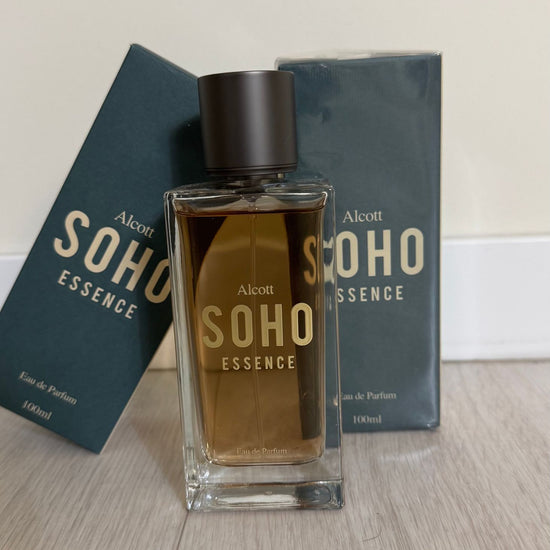 Alcott
SOHO
ESSENCE
Eau de Parfum
100ml
Alcott
SOHO
ESSENCE
Eau de Parfum
Alcott
SOHO
ESSENCE
Eau de Parfum
100ml